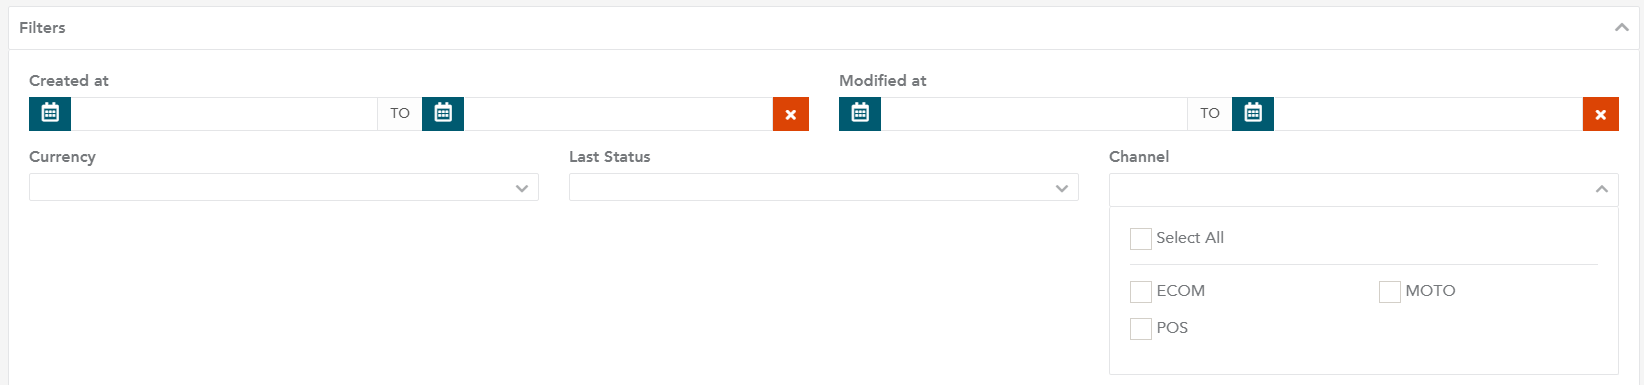 Filters
Created at
Modified at
TO
TO
Currency
Last Status
Channel
Select All
ECOM
MOTO
POS